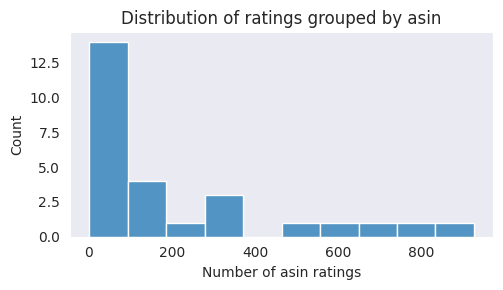 Distribution of ratings grouped by asin
Count
12.5
10.0
7.5
5.0
2.5
0.0
0 200 400 600 800
Number of asin ratings